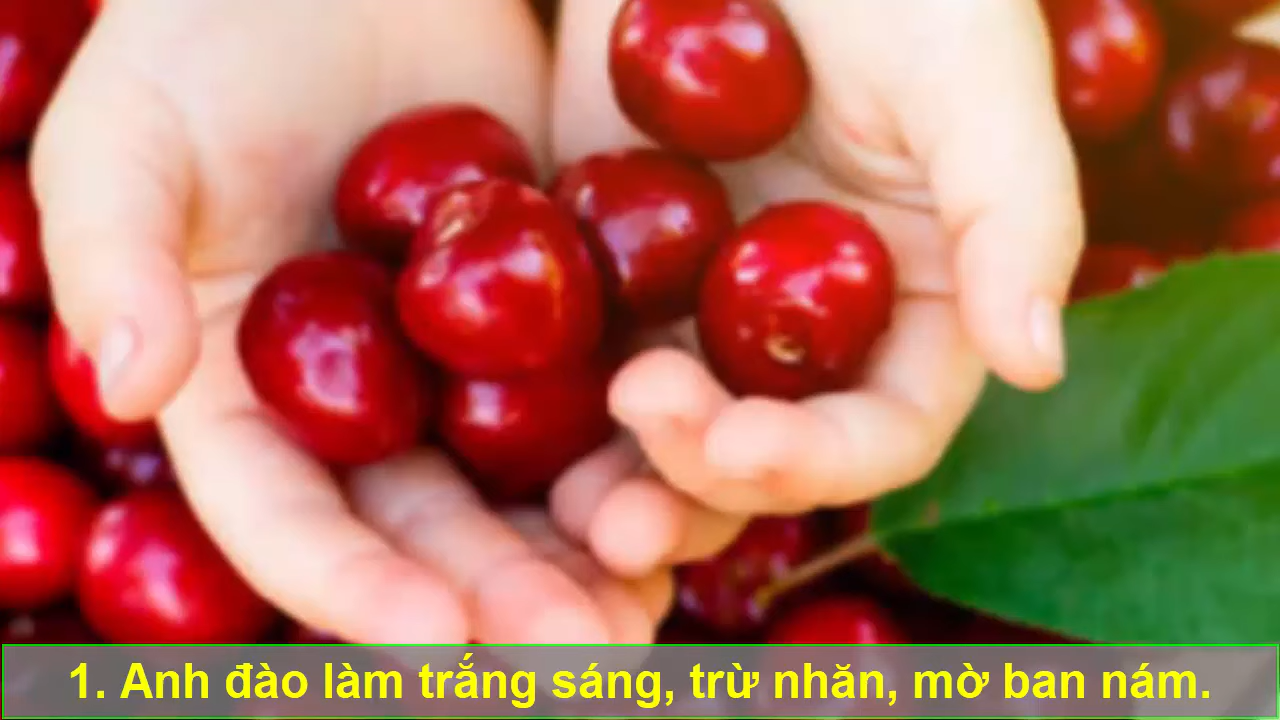 1. Anh đào làm trắng sáng, trừ nhăn, mờ ban nám.